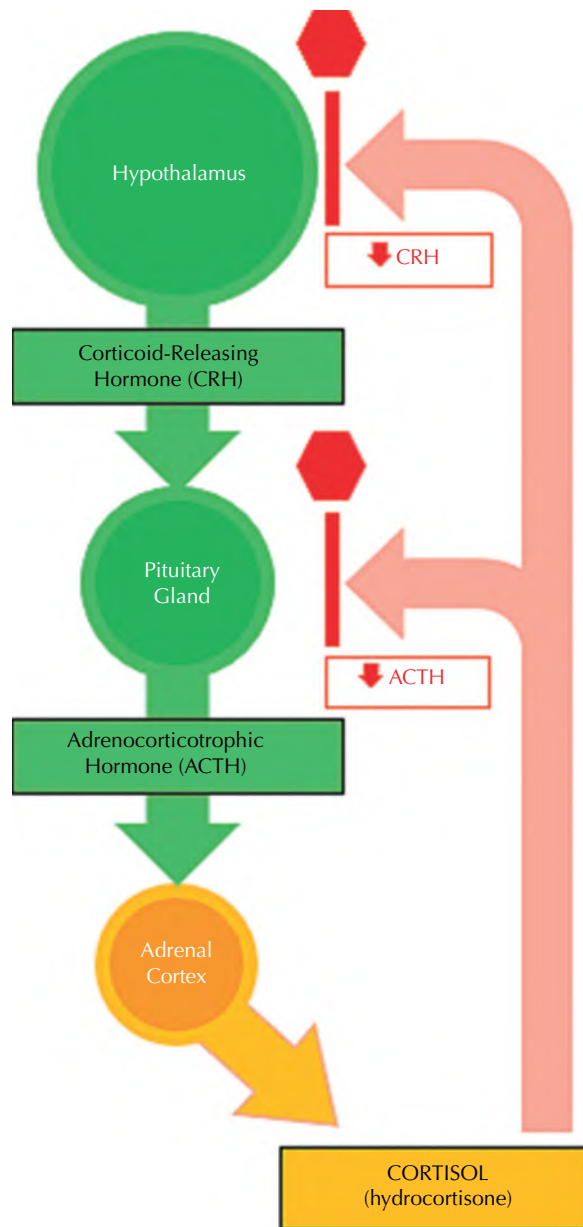 Hypothalamus
CRH
Corticoid-Releasing
Hormone (CRH)
Pituitary
Gland
ACTH
Adrenocorticotrophic
Hormone (ACTH)
Adrenal
Cortex
CORTISOL
(hydrocortisone)